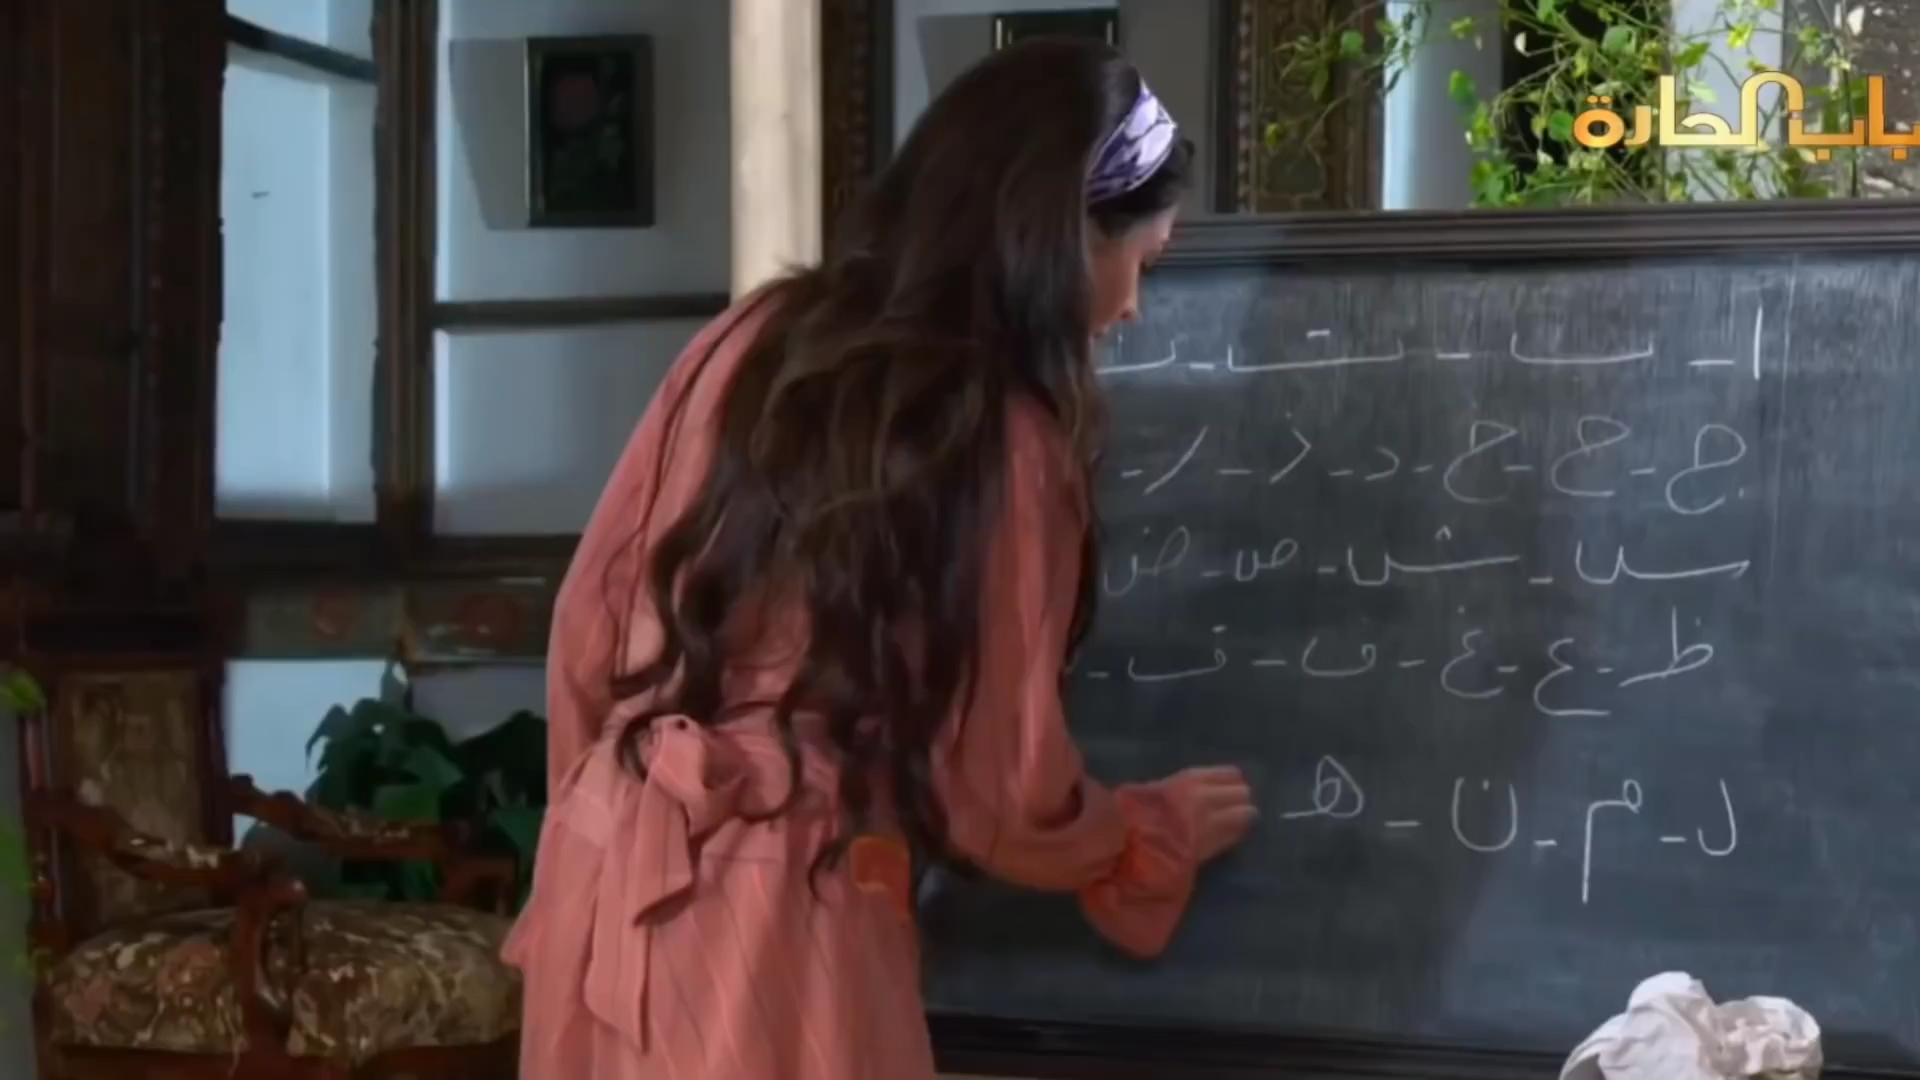 باب الحارة
ا - ب - ت - ث
ج - ح - خ - د - ذ - ر -
س - ش - ص - ض
ظ - ع - غ - ف - ق -
ل - م - ن - هـ